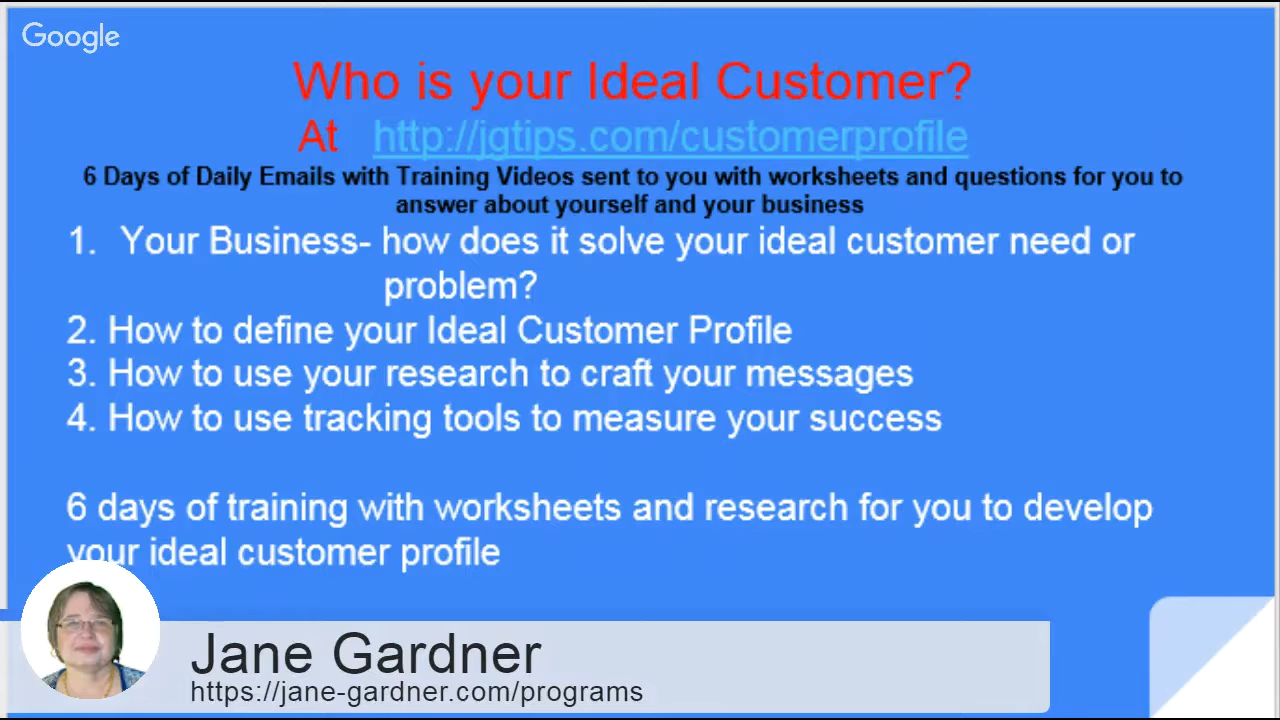 Google
Who is your Ideal Customer?
At http://jgtips.com/customerprofile
6 Days of Daily Emails with Training Videos sent to you with worksheets and questions for you to
answer about yourself and your business
1. Your Business- how does it solve your ideal customer need or
problem?
2. How to define your Ideal Customer Profile
3. How to use your research to craft your messages
4. How to use tracking tools to measure your success
6 days of training with worksheets and research for you to develop
your ideal customer profile
Jane Gardner
https://jane-gardner.com/programs